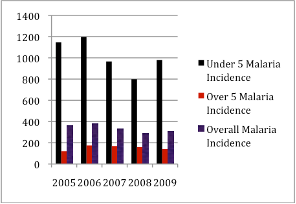 1400
1200
1000
800
600
400
200
0
2005 2006 2007 2008 2009
Under 5 Malaria
Incidence
Over 5 Malaria
Incidence
Overall Malaria
Incidence